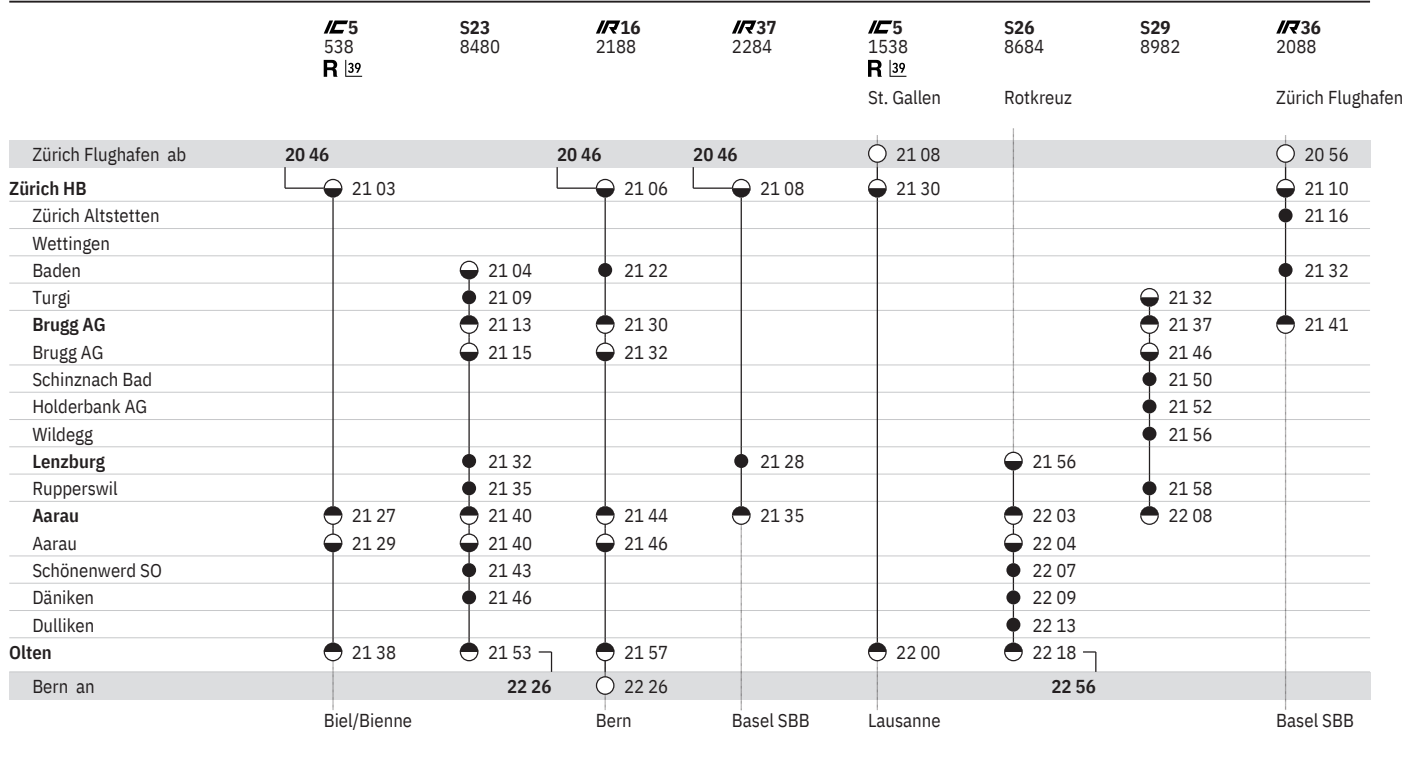 IC5 S23 IR16 IR37 IC5 S26 S29 IR36
538 8480 2188 2284 1538 8684 8982 2088
R 39 R 39
St. Gallen Rotkreuz Zürich Flughafen
Zürich Flughafen ab 20 46 20 46 20 46 21 08 20 56
Zürich HB 21 03 21 06 21 08 21 30 21 10
Zürich Altstetten 21 16
Wettingen
Baden 21 04 21 22 21 32
Turgi 21 09 21 32
Brugg AG 21 13 21 30 21 37 21 41
Brugg AG 21 15 21 32 21 46
Schinznach Bad 21 50
Holderbank AG 21 52
Wildegg 21 56
Lenzburg 21 32 21 28 21 56
Rupperswil 21 35 21 58
Aarau 21 27 21 40 21 44 21 35 22 03 22 08
Aarau 21 29 21 40 21 46 22 04
Schönenwerd SO 21 43 22 07
Däniken 21 46 22 09
Dulliken 22 13
Olten 21 38 21 53 21 57 22 00 22 18
Bern an 22 26 22 26 22 56
Biel/Bienne Bern Basel SBB Lausanne Basel SBB